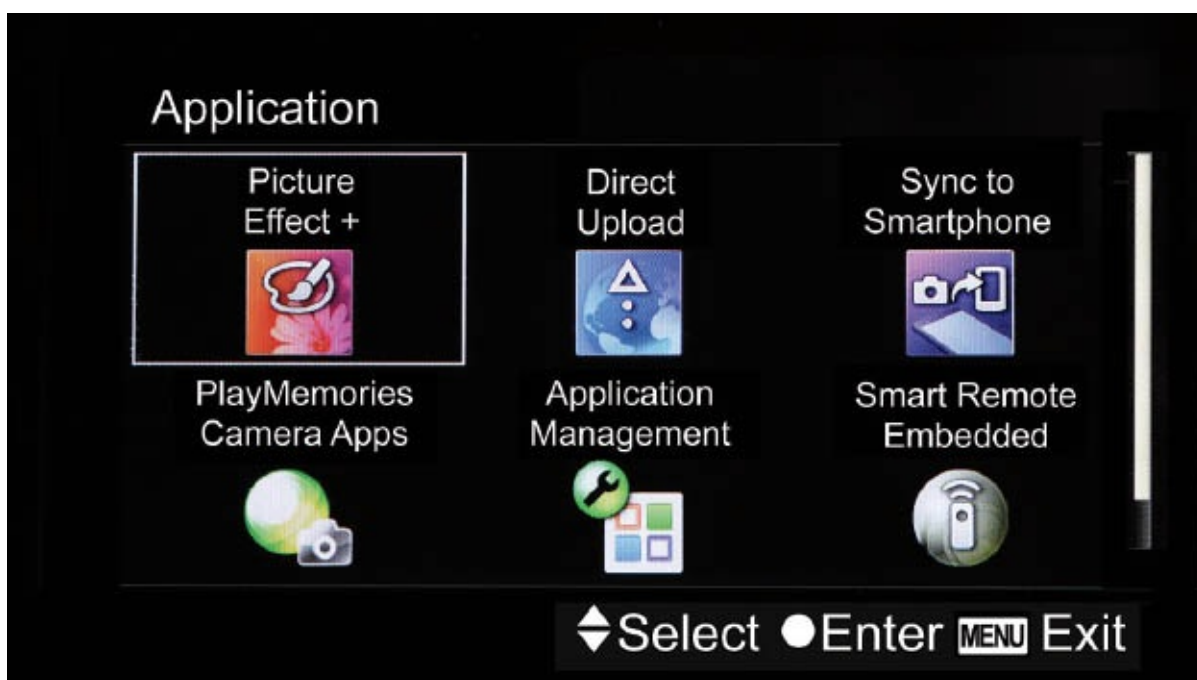 Application
Picture
Effect +
Direct
Upload
Sync to
Smartphone
PlayMemories
Camera Apps
Application
Management
Smart Remote
Embedded
Select Enter MENU Exit